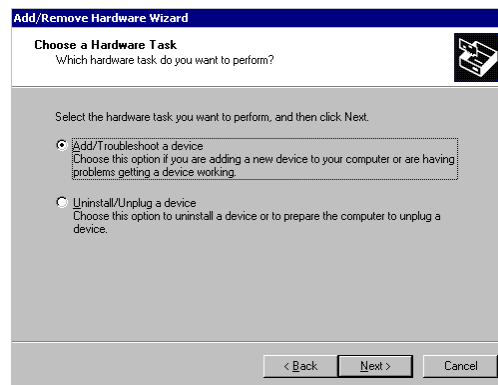 Add/Remove Hardware Wizard
Choose a Hardware Task
Which hardware task do you want to perform?
Select the hardware task you want to perform, and then click Next.
Add/Troubleshoot a device
Choose this option if you are adding a new device to your computer or are having
problems getting a device working.
Uninstall/Unplug a device
Choose this option to uninstall a device or to prepare the computer to unplug a
device.
< Back Next > Cancel